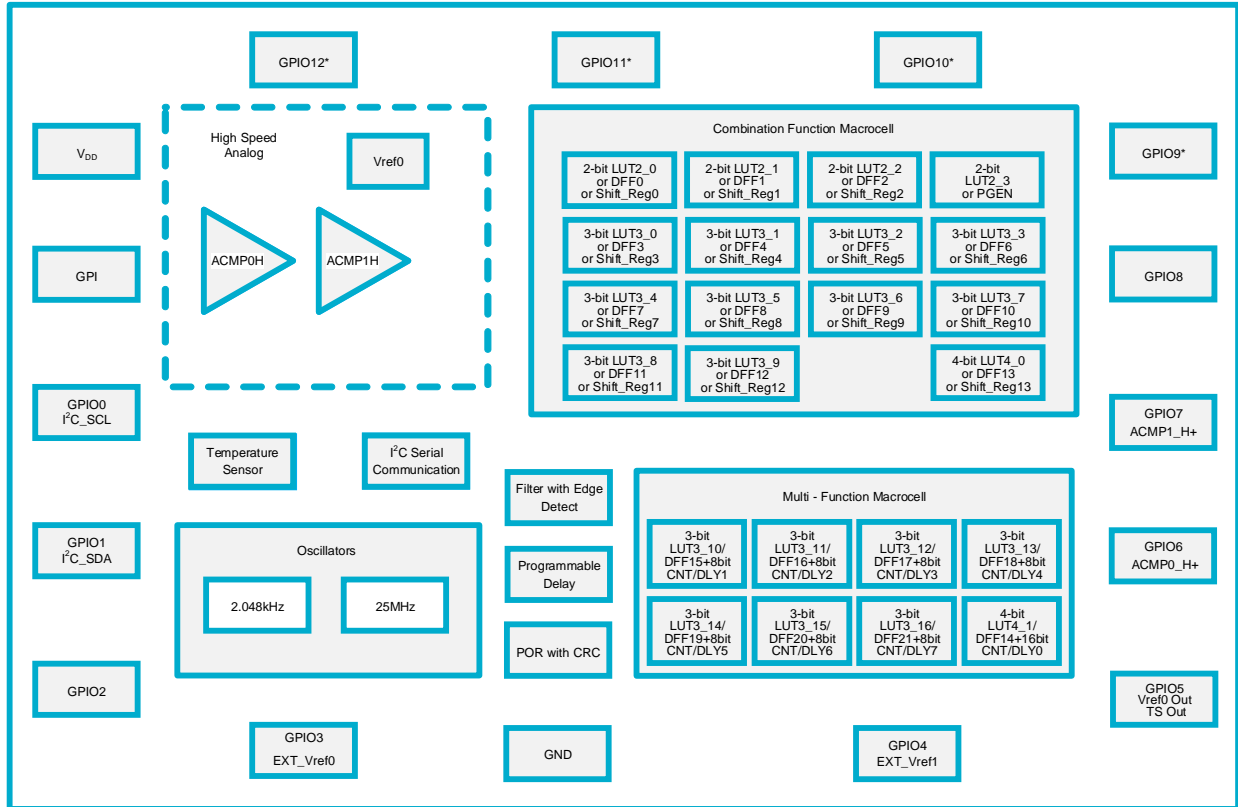 GPIO12*
GPIO11*
GPIO10*
V_DD
GPI
GPIO0
I²C_SCL
GPIO1
I²C_SDA
GPIO2
High Speed
Analog
Vref0
ACMP0H
ACMP1H
Combination Function Macrocell
2-bit LUT2_0
or DFF0
or Shift_Reg0
2-bit LUT2_1
or DFF1
or Shift_Reg1
2-bit LUT2_2
or DFF2
or Shift_Reg2
2-bit
LUT2_3
or PGEN
3-bit LUT3_0
or DFF3
or Shift_Reg3
3-bit LUT3_1
or DFF4
or Shift_Reg4
3-bit LUT3_2
or DFF5
or Shift_Reg5
3-bit LUT3_3
or DFF6
or Shift_Reg6
3-bit LUT3_4
or DFF7
or Shift_Reg7
3-bit LUT3_5
or DFF8
or Shift_Reg8
3-bit LUT3_6
or DFF9
or Shift_Reg9
3-bit LUT3_7
or DFF10
or Shift_Reg10
3-bit LUT3_8
or DFF11
or Shift_Reg11
3-bit LUT3_9
or DFF12
or Shift_Reg12
4-bit LUT4_0
or DFF13
or Shift_Reg13
GPIO9*
GPIO8
GPIO7
ACMP1_H+
GPIO6
ACMP0_H+
GPIO5
Vref0 Out
TS Out
Temperature
Sensor
I²C Serial
Communication
Oscillators
2.048kHz
25MHz
Filter with Edge
Detect
Programmable
Delay
POR with CRC
Multi - Function Macrocell
3-bit
LUT3_10/
DFF15+8bit
CNT/DLY1
3-bit
LUT3_11/
DFF16+8bit
CNT/DLY2
3-bit
LUT3_12/
DFF17+8bit
CNT/DLY3
3-bit
LUT3_13/
DFF18+8bit
CNT/DLY4
3-bit
LUT3_14/
DFF19+8bit
CNT/DLY5
3-bit
LUT3_15/
DFF20+8bit
CNT/DLY6
3-bit
LUT3_16/
DFF21+8bit
CNT/DLY7
4-bit
LUT4_1/
DFF14+16bit
CNT/DLY0
GPIO3
EXT_Vref0
GND
GPIO4
EXT_Vref1